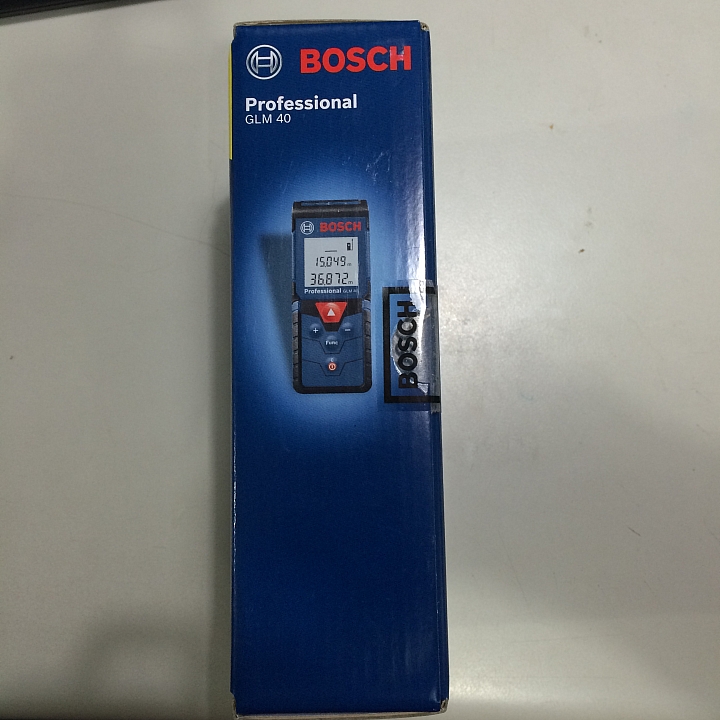 BOSCH
Professional
GLM 40
BOSCH
15.049 m
36.872 m
Professional GLM 40
+
-
Func
BOSCH